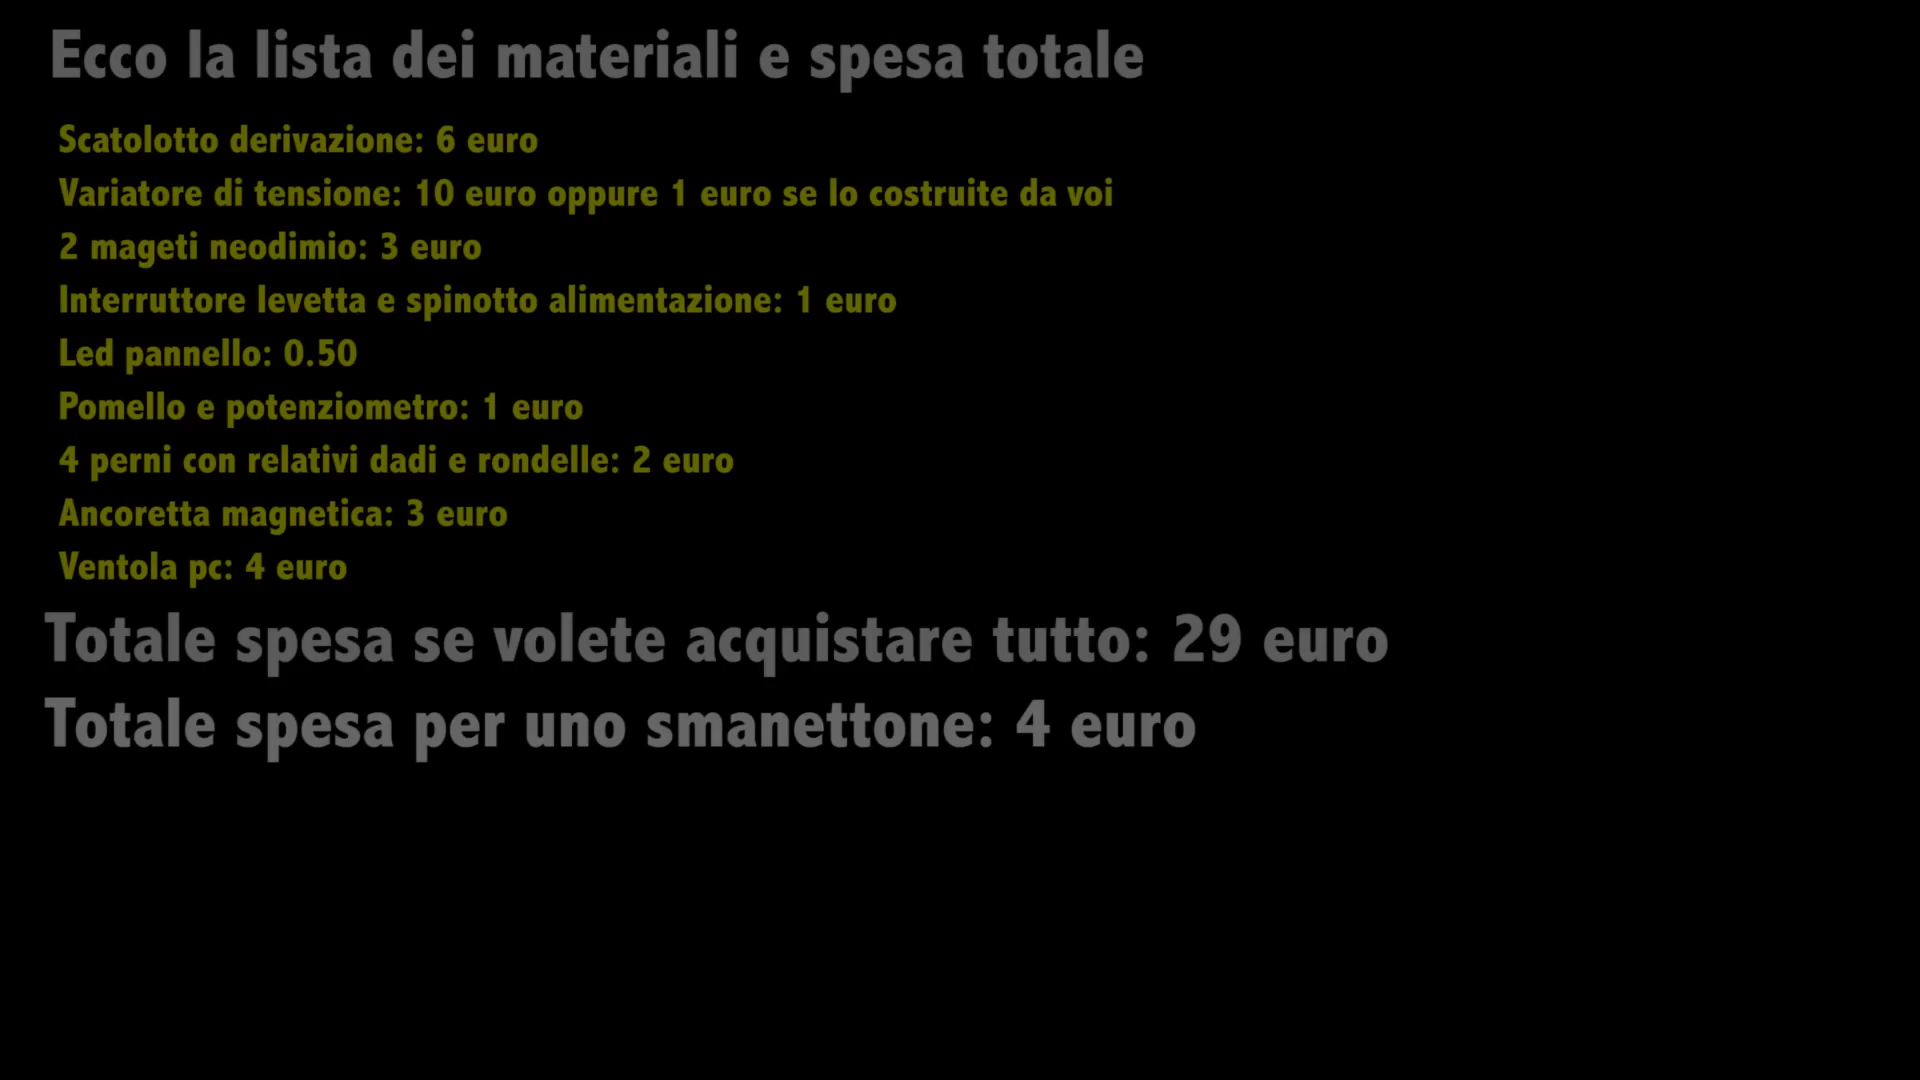 Ecco la lista dei materiali e spesa totale
Scatolotto derivazione: 6 euro
Variatore di tensione: 10 euro oppure 1 euro se lo costruite da voi
2 mageti neodimio: 3 euro
Interruttore levetta e spinotto alimentazione: 1 euro
Led pannello: 0.50
Pomello e potenziometro: 1 euro
4 perni con relativi dadi e rondelle: 2 euro
Ancoretta magnetica: 3 euro
Ventola pc: 4 euro
Totale spesa se volete acquistare tutto: 29 euro
Totale spesa per uno smanettone: 4 euro